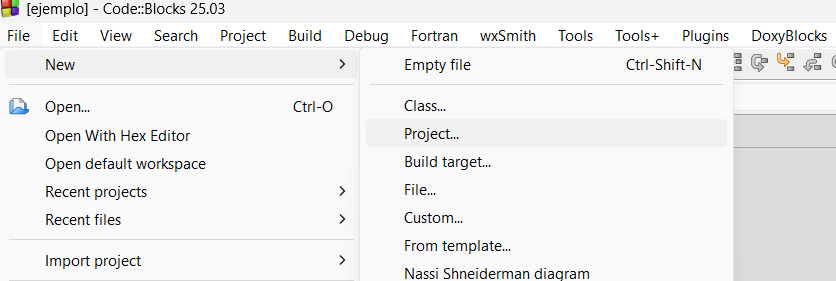 [ejemplo] - Code::Blocks 25.03
File Edit View Search Project Build Debug Fortran wxSmith Tools Tools+ Plugins DoxyBlocks
New
Open... Ctrl-O
Open With Hex Editor
Open default workspace
Recent projects
Recent files
Import project
Empty file Ctrl-Shift-N
Class...
Project...
Build target...
File...
Custom...
From template...
Nassi Shneiderman diagram